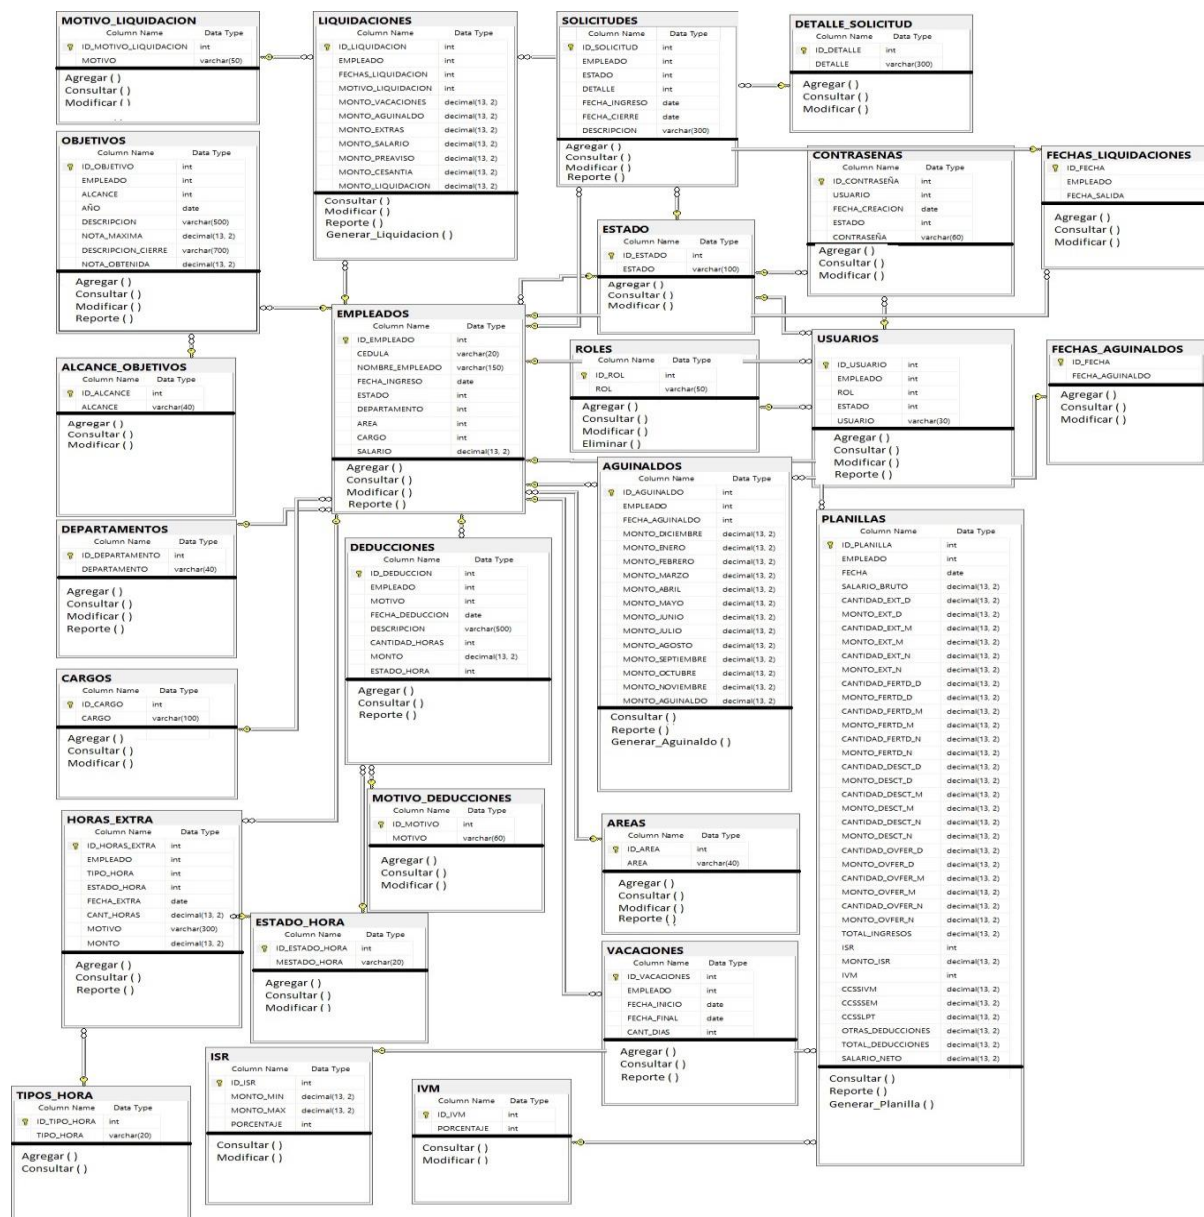 MOTIVO_LIQUIDACION
Column Name Data Type
ID_MOTIVO_LIQUIDACION int
MOTIVO varchar(50)
Agregar ( )
Consultar ( )
Modificar ( )
LIQUIDACIONES
Column Name Data Type
ID_LIQUIDACION int
EMPLEADO int
FECHAS_LIQUIDACION int
MOTIVO_LIQUIDACION int
MONTO_VACACIONES decimal(13, 2)
MONTO_AGUINALDO decimal(13, 2)
MONTO_EXTRAS decimal(13, 2)
MONTO_SALARIO decimal(13, 2)
MONTO_PREAVISO decimal(13, 2)
MONTO_CESANTIA decimal(13, 2)
MONTO_LIQUIDACION decimal(13, 2)
Consultar ( )
Modificar ( )
Reporte ( )
Generar_Liquidacion ( )
SOLICITUDES
Column Name Data Type
ID_SOLICITUD int
EMPLEADO int
ESTADO int
DETALLE int
FECHA_INGRESO date
FECHA_CIERRE date
DESCRIPCION varchar(300)
Agregar ( )
Consultar ( )
Modificar ( )
Reporte ( )
DETALLE_SOLICITUD
Column Name Data Type
ID_DETALLE int
DETALLE varchar(300)
Agregar ( )
Consultar ( )
Modificar ( )
OBJETIVOS
Column Name Data Type
ID_OBJETIVO int
EMPLEADO int
ALCANCE int
AÑO date
DESCRIPCION varchar(500)
NOTA_MAXIMA decimal(13, 2)
DESCRIPCION_CIERRE varchar(700)
NOTA_OBTENIDA decimal(13, 2)
Agregar ( )
Consultar ( )
Modificar ( )
Reporte ( )
CONTRASENAS
Column Name Data Type
ID_CONTRASEÑA int
USUARIO int
FECHA_CREACION date
ESTADO int
CONTRASEÑA varchar(60)
Agregar ( )
Consultar ( )
Modificar ( )
FECHAS_LIQUIDACIONES
Column Name
ID_FECHA
EMPLEADO
FECHA_SALIDA
Agregar ( )
Consultar ( )
Modificar ( )
ESTADO
Column Name Data Type
ID_ESTADO int
ESTADO varchar(100)
Agregar ( )
Consultar ( )
Modificar ( )
EMPLEADOS
Column Name Data Type
ID_EMPLEADO int
CEDULA varchar(20)
NOMBRE_EMPLEADO varchar(150)
FECHA_INGRESO date
ESTADO int
DEPARTAMENTO int
AREA int
CARGO int
SALARIO decimal(13, 2)
Agregar ( )
Consultar ( )
Modificar ( )
Reporte ( )
ROLES
Column Name Data Type
ID_ROL int
ROL varchar(50)
Agregar ( )
Consultar ( )
Modificar ( )
Eliminar ( )
USUARIOS
Column Name Data Type
ID_USUARIO int
EMPLEADO int
ROL int
ESTADO int
USUARIO varchar(30)
Agregar ( )
Consultar ( )
Modificar ( )
Reporte ( )
FECHAS_AGUINALDOS
Column Name
ID_FECHA
FECHA_AGUINALDO
Agregar ( )
Consultar ( )
Modificar ( )
ALCANCE_OBJETIVOS
Column Name Data Type
ID_ALCANCE int
ALCANCE varchar(40)
Agregar ( )
Consultar ( )
Modificar ( )
DEPARTAMENTOS
Column Name Data Type
ID_DEPARTAMENTO int
DEPARTAMENTO varchar(40)
Agregar ( )
Consultar ( )
Modificar ( )
Reporte ( )
DEDUCCIONES
Column Name Data Type
ID_DEDUCCION int
EMPLEADO int
MOTIVO int
FECHA_DEDUCCION date
DESCRIPCION varchar(500)
CANTIDAD_HORAS int
MONTO decimal(13, 2)
ESTADO_HORA int
Agregar ( )
Consultar ( )
Reporte ( )
AGUINALDOS
Column Name Data Type
ID_AGUINALDO int
EMPLEADO int
FECHA_AGUINALDO int
MONTO_DICIEMBRE decimal(13, 2)
MONTO_ENERO decimal(13, 2)
MONTO_FEBRERO decimal(13, 2)
MONTO_MARZO decimal(13, 2)
MONTO_ABRIL decimal(13, 2)
MONTO_MAYO decimal(13, 2)
MONTO_JUNIO decimal(13, 2)
MONTO_JULIO decimal(13, 2)
MONTO_AGOSTO decimal(13, 2)
MONTO_SEPTIEMBRE decimal(13, 2)
MONTO_OCTUBRE decimal(13, 2)
MONTO_NOVIEMBRE decimal(13, 2)
MONTO_AGUINALDO decimal(13, 2)
Consultar ( )
Reporte ( )
Generar_Aguinaldo ( )
PLANILLAS
Column Name Data Type
ID_PLANILLA int
EMPLEADO int
FECHA date
SALARIO_BRUTO decimal(13, 2)
CANTIDAD_EXT_D decimal(13, 2)
MONTO_EXT_D decimal(13, 2)
CANTIDAD_EXT_M decimal(13, 2)
MONTO_EXT_M decimal(13, 2)
CANTIDAD_EXT_N decimal(13, 2)
MONTO_EXT_N decimal(13, 2)
CANTIDAD_FERTD_D decimal(13, 2)
MONTO_FERTD_D decimal(13, 2)
CANTIDAD_FERTD_M decimal(13, 2)
MONTO_FERTD_M decimal(13, 2)
CANTIDAD_FERTD_N decimal(13, 2)
MONTO_FERTD_N decimal(13, 2)
CANTIDAD_DESCT_D decimal(13, 2)
MONTO_DESCT_D decimal(13, 2)
CANTIDAD_DESCT_M decimal(13, 2)
MONTO_DESCT_M decimal(13, 2)
CANTIDAD_DESCT_N decimal(13, 2)
MONTO_DESCT_N decimal(13, 2)
CANTIDAD_OVFER_D decimal(13, 2)
MONTO_OVFER_D decimal(13, 2)
CANTIDAD_OVFER_M decimal(13, 2)
MONTO_OVFER_M decimal(13, 2)
CANTIDAD_OVFER_N decimal(13, 2)
MONTO_OVFER_N decimal(13, 2)
TOTAL_INGRESOS decimal(13, 2)
ISR int
MONTO_ISR decimal(13, 2)
IVM int
CCSSIVM decimal(13, 2)
CCSSSEM decimal(13, 2)
CCSSLPT decimal(13, 2)
OTRAS_DEDUCCIONES decimal(13, 2)
TOTAL_DEDUCCIONES decimal(13, 2)
SALARIO_NETO decimal(13, 2)
Consultar ( )
Reporte ( )
Generar_Planilla ( )
CARGOS
Column Name Data Type
ID_CARGO int
CARGO varchar(100)
Agregar ( )
Consultar ( )
Modificar ( )
MOTIVO_DEDUCCIONES
Column Name Data Type
ID_MOTIVO int
MOTIVO varchar(60)
Agregar ( )
Consultar ( )
Modificar ( )
HORAS_EXTRA
Column Name Data Type
ID_HORAS_EXTRA int
EMPLEADO int
TIPO_HORA int
ESTADO_HORA int
FECHA_EXTRA date
CANT_HORAS decimal(13, 2)
MOTIVO varchar(300)
MONTO decimal(13, 2)
Agregar ( )
Consultar ( )
Reporte ( )
AREAS
Column Name Data Type
ID_AREA int
AREA varchar(40)
Agregar ( )
Consultar ( )
Modificar ( )
Reporte ( )
ESTADO_HORA
Column Name Data Type
ID_ESTADO_HORA int
MESTADO_HORA varchar(20)
Agregar ( )
Consultar ( )
Modificar ( )
VACACIONES
Column Name Data Type
ID_VACACIONES int
EMPLEADO int
FECHA_INICIO date
FECHA_FINAL date
CANT_DIAS int
Agregar ( )
Consultar ( )
Reporte ( )
TIPOS_HORA
Column Name Data Type
ID_TIPO_HORA int
TIPO_HORA varchar(20)
Agregar ( )
Consultar ( )
ISR
Column Name Data Type
ID_ISR int
MONTO_MIN decimal(13, 2)
MONTO_MAX decimal(13, 2)
PORCENTAJE int
Consultar ( )
Modificar ( )
IVM
Column Name Data Type
ID_IVM int
PORCENTAJE int
Consultar ( )
Modificar ( )